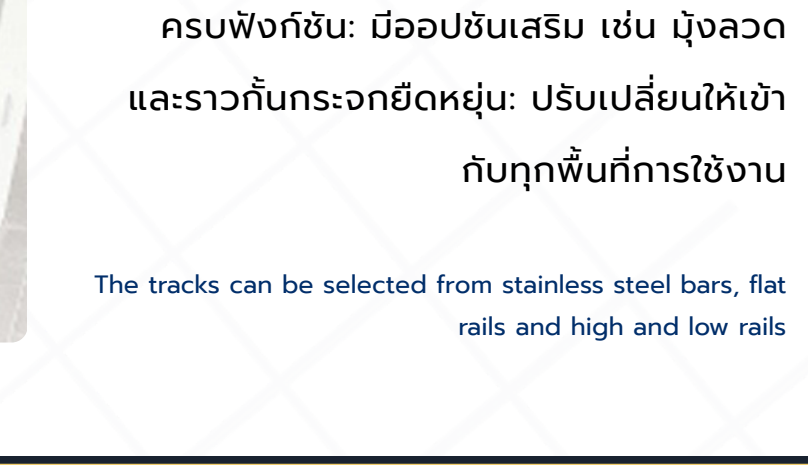 ครบฟังก์ชัน: มีออปชันเสริม เช่น มุ้งลวด
และราวกั้นกระจกยืดหยุ่น: ปรับเปลี่ยนให้เข้า
กับทุกพื้นที่การใช้งาน
The tracks can be selected from stainless steel bars, flat
rails and high and low rails